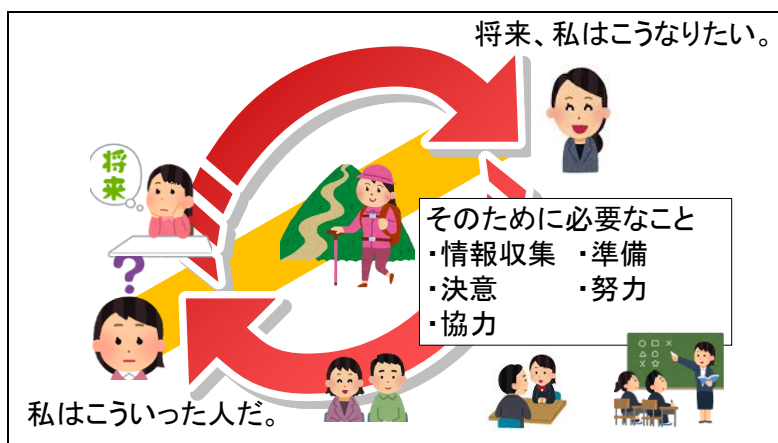 将来、私はこうなりたい。
将来
?
そのために必要なこと
・情報収集 ・準備
・決意 ・努力
・協力
私はこういった人だ。